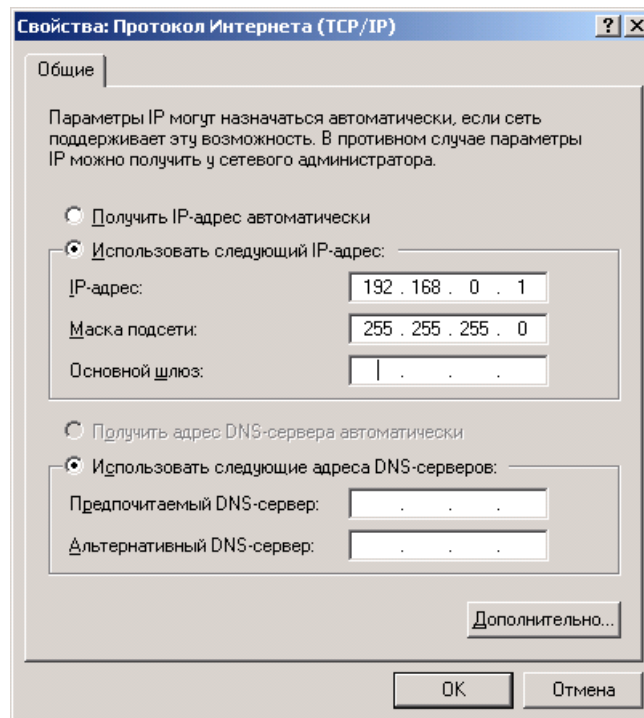 Свойства: Протокол Интернета (TCP/IP)
Общие
Параметры IP могут назначаться автоматически, если сеть
поддерживает эту возможность. В противном случае параметры
IP можно получить у сетевого администратора.
Получить IP-адрес автоматически
Использовать следующий IP-адрес:
IP-адрес: 192 . 168 . 0 . 1
Маска подсети: 255 . 255 . 255 . 0
Основной шлюз: . . .
Получить адрес DNS-сервера автоматически
Использовать следующие адреса DNS-серверов:
Предпочитаемый DNS-сервер: . . .
Альтернативный DNS-сервер: . . .
Дополнительно...
OK Отмена